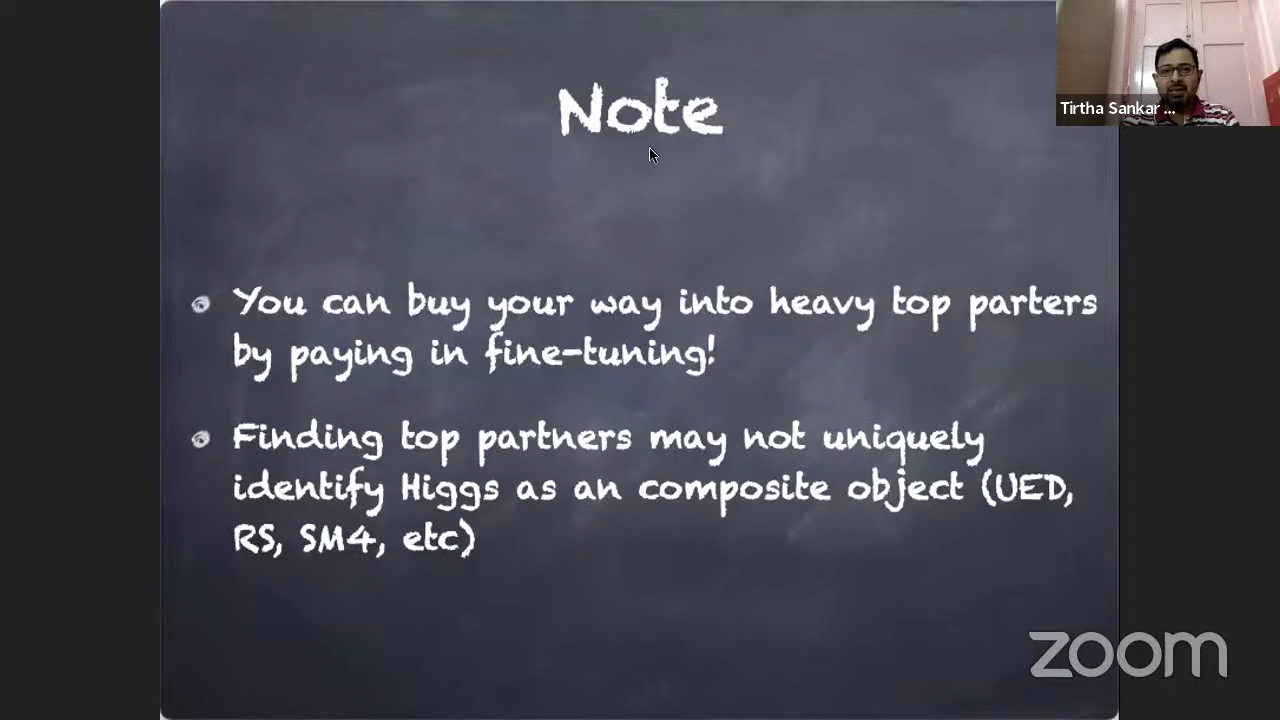 Note
Tirtha Sankar ...
You can buy your way into heavy top parters
by paying in fine-tuning!
Finding top partners may not uniquely
identify Higgs as an composite object (UED,
RS, SM4, etc)
zoom